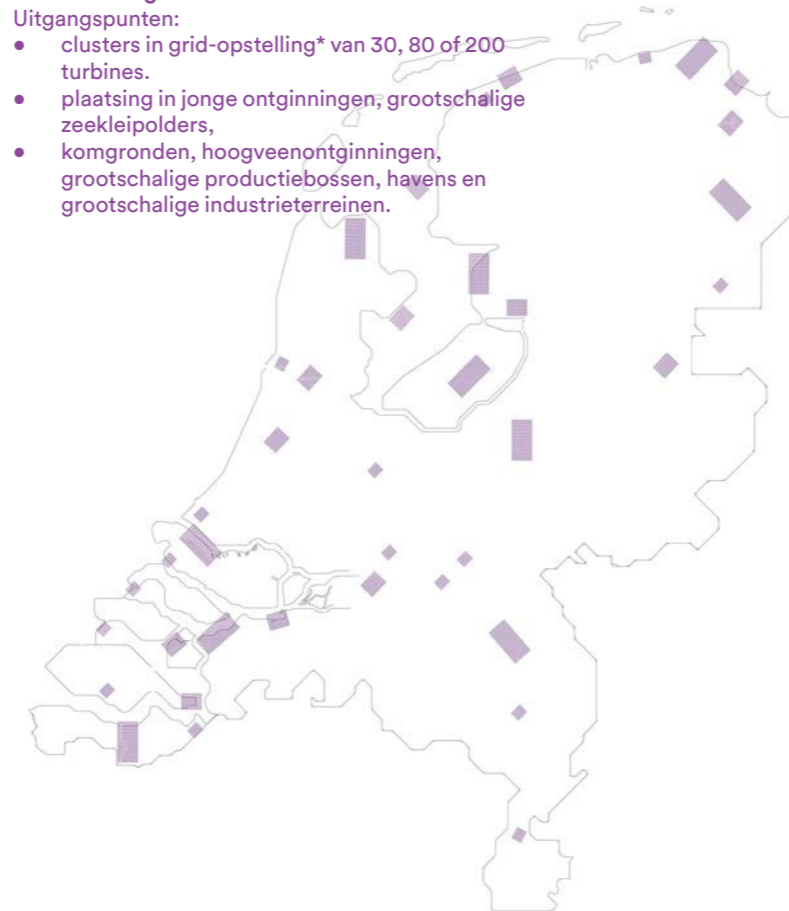 Uitgangspunten:
• clusters in grid-opstelling* van 30, 80 of 200
turbines.
• plaatsing in jonge ontginningen, grootschalige
zeekleipolders,
• komgronden, hoogveenontginningen,
grootschalige productiebossen, havens en
grootschalige industrieterreinen.